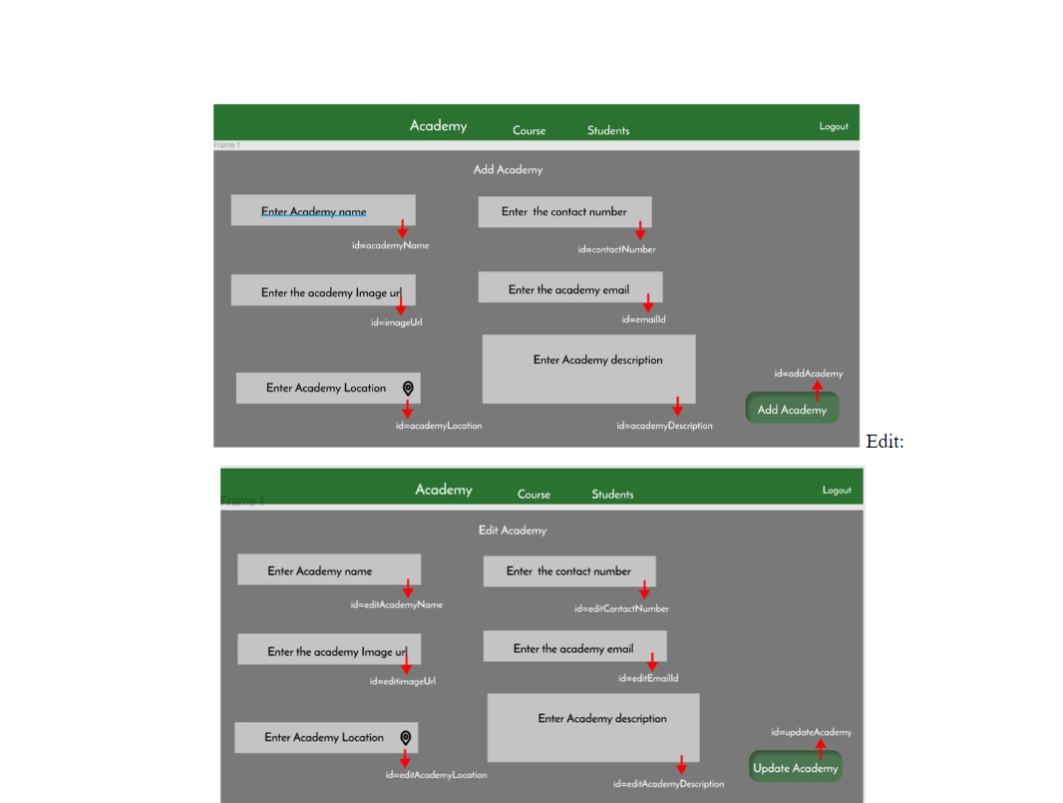 Academy Course Students Logout
Frame 1
Add Academy
Enter Academy name Enter the contact number
id=academyName id=contactNumber
Enter the academy Image url Enter the academy email
id=imageUrl id=emailId
Enter Academy Location Enter Academy description
id=addAcademy
Add Academy
id=academyLocation id=academyDescription
Edit:
Academy Course Students Logout
Frame 1
Edit Academy
Enter Academy name Enter the contact number
id=editAcademyName id=editContactNumber
Enter the academy Image url Enter the academy email
id=editimageUrl id=editEmailId
Enter Academy Location Enter Academy description
id=updateAcademy
Update Academy
id=editAcademyLocation id=editAcademyDescription